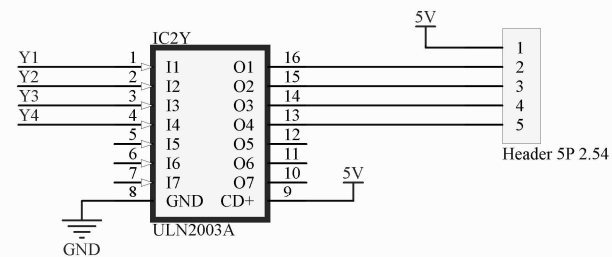 5V
IC2Y
Y1 1 I1 O1 16 1
Y2 2 I2 O2 15 2
Y3 3 I3 O3 14 3
Y4 4 I4 O4 13 4
5 I5 O5 12 5
6 I6 O6 11
7 I7 O7 10
8 GND CD+ 9
Header 5P 2.54
5V
ULN2003A
GND